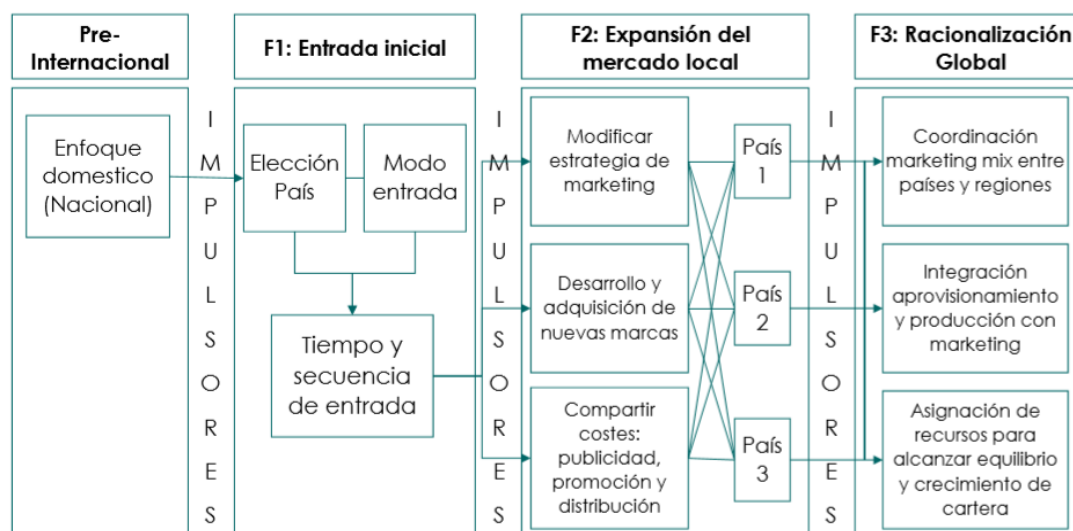 Pre-
Internacional
F1: Entrada inicial
F2: Expansión del
mercado local
F3: Racionalización
Global
Enfoque
domestico
(Nacional)
IMPULSORES
Elección
País
Modo
entrada
Tiempo y
secuencia
de entrada
IMPULSORES
Modificar
estrategia de
marketing
Desarrollo y
adquisición de
nuevas marcas
Compartir
costes:
publicidad,
promoción y
distribución
País
1
País
2
País
3
IMPULSORES
Coordinación
marketing mix entre
países y regiones
Integración
aprovisionamiento
y producción con
marketing
Asignación de
recursos para
alcanzar equilibrio
y crecimiento de
cartera